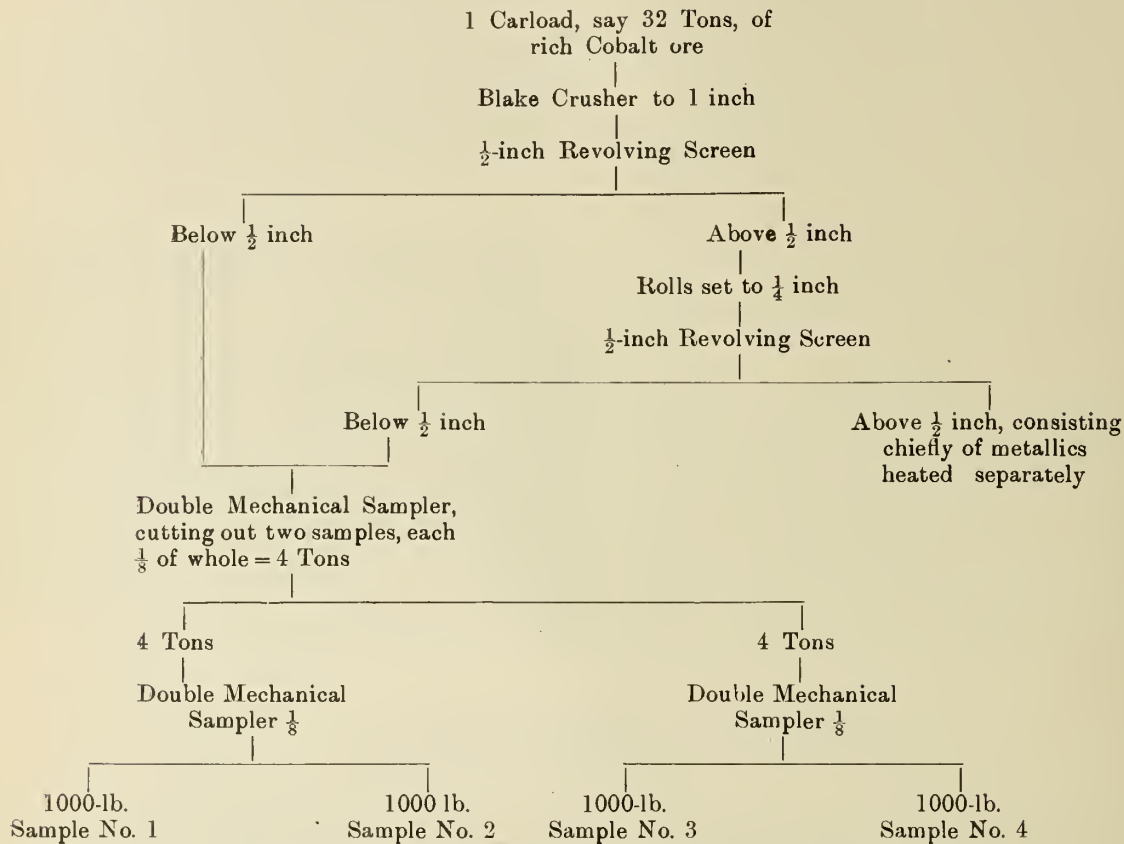 1 Carload, say 32 Tons, of
rich Cobalt ore
Blake Crusher to 1 inch
½-inch Revolving Screen
Below ½ inch
Above ½ inch
Rolls set to ¼ inch
½-inch Revolving Screen
Below ½ inch
Above ½ inch, consisting
chiefly of metallics
heated separately
Double Mechanical Sampler,
cutting out two samples, each
⅛ of whole = 4 Tons
4 Tons
4 Tons
Double Mechanical
Sampler ⅛
Double Mechanical
Sampler ⅛
1000-lb.
Sample No. 1
1000 lb.
Sample No. 2
1000-lb.
Sample No. 3
1000-lb.
Sample No. 4